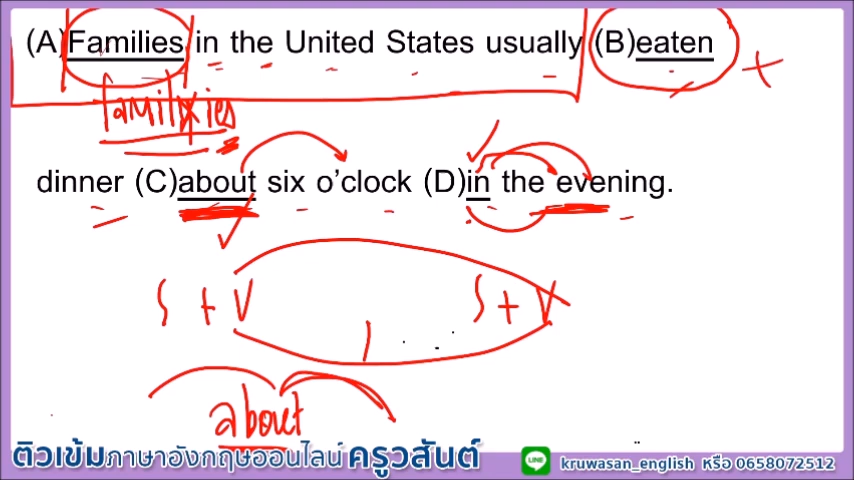 (A)Families in the United States usually (B)eaten
familyies
dinner (C)about six o’clock (D)in the evening.
S + V S + V
about
ติวเข้มภาษาอังกฤษออนไลน์ ครูวสันต์ LINE kruwasan_english หรือ 0658072512